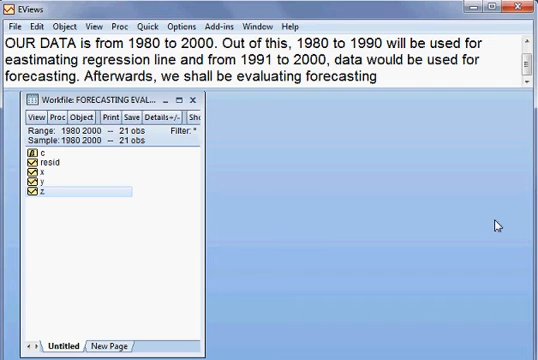 EViews
File Edit Object View Proc Quick Options Add-ins Window Help
OUR DATA is from 1980 to 2000. Out of this, 1980 to 1990 will be used for
eastimating regression line and from 1991 to 2000, data would be used for
forecasting. Afterwards, we shall be evaluating forecasting
Workfile: FORECASTING EVAL...
View Proc Object Print Save Details+/- Sho
Range: 1980 2000 -- 21 obs Filter: *
Sample: 1980 2000 -- 21 obs
c
resid
x
y
z
Untitled New Page